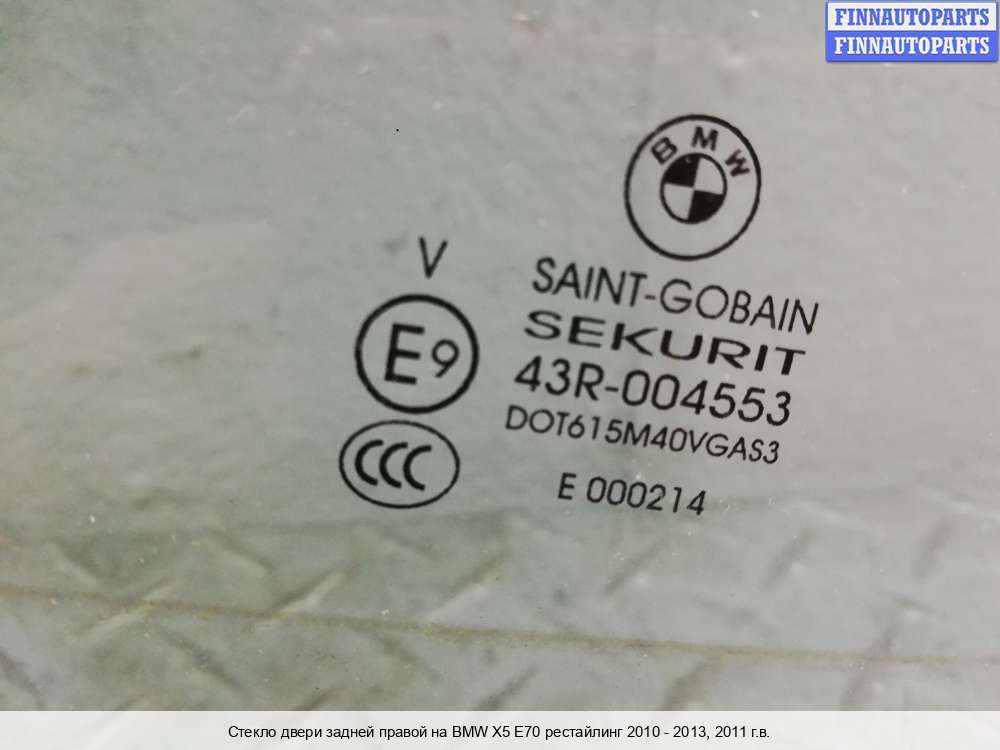 FINNAUTOPARTS
FINNAUTOPARTS
BMW
V
SAINT-GOBAIN
SEKURIT
E9
43R-004553
DOT615M40VGAS3
CCC
E 000214
Стекло двери задней правой на BMW X5 E70 рестайлинг 2010 - 2013, 2011 г.в.